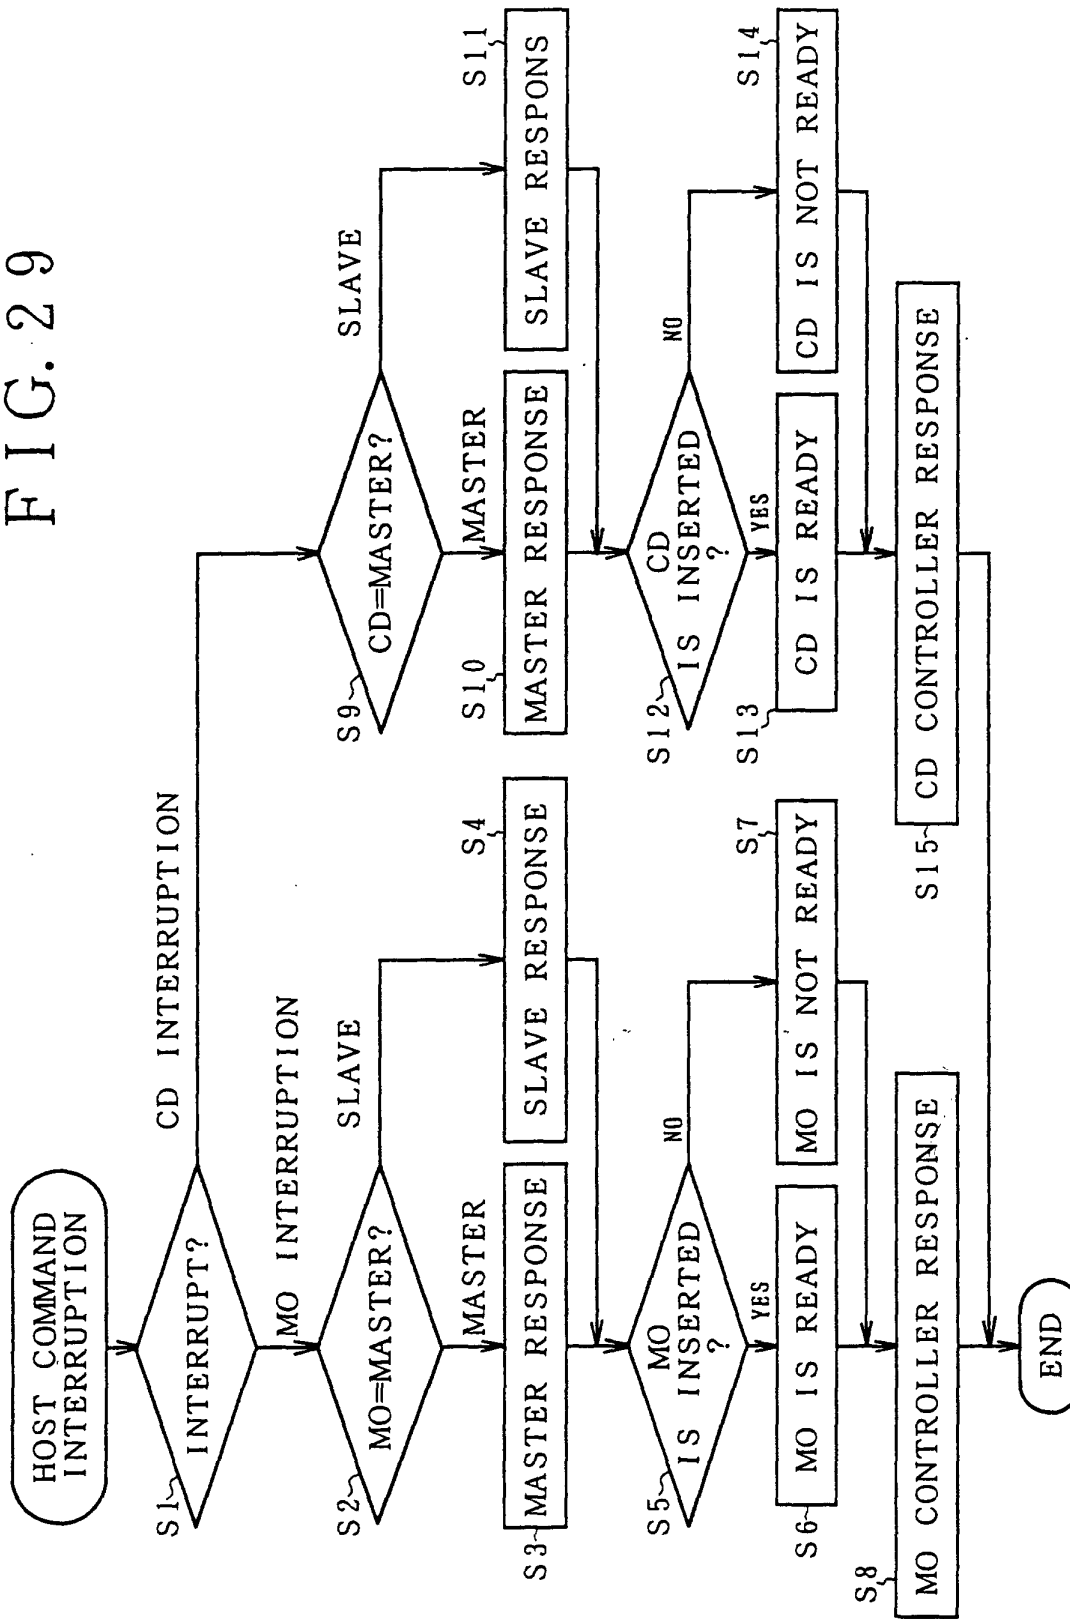 FIG. 29
HOST COMMAND
INTERRUPTION
S1
INTERRUPT?
CD INTERRUPTION
MO INTERRUPTION
S2
MO=MASTER?
SLAVE
MASTER
S3
MASTER RESPONSE
S4
SLAVE RESPONSE
S5
MO
IS INSERTED
?
NO
YES
S6
MO IS READY
S7
MO IS NOT READY
S8
MO CONTROLLER RESPONSE
S9
CD=MASTER?
SLAVE
MASTER
S10
MASTER RESPONSE
S11
SLAVE RESPONS
S12
CD
IS INSERTED
?
NO
YES
S13
CD IS READY
S14
CD IS NOT READY
S15
CD CONTROLLER RESPONSE
END